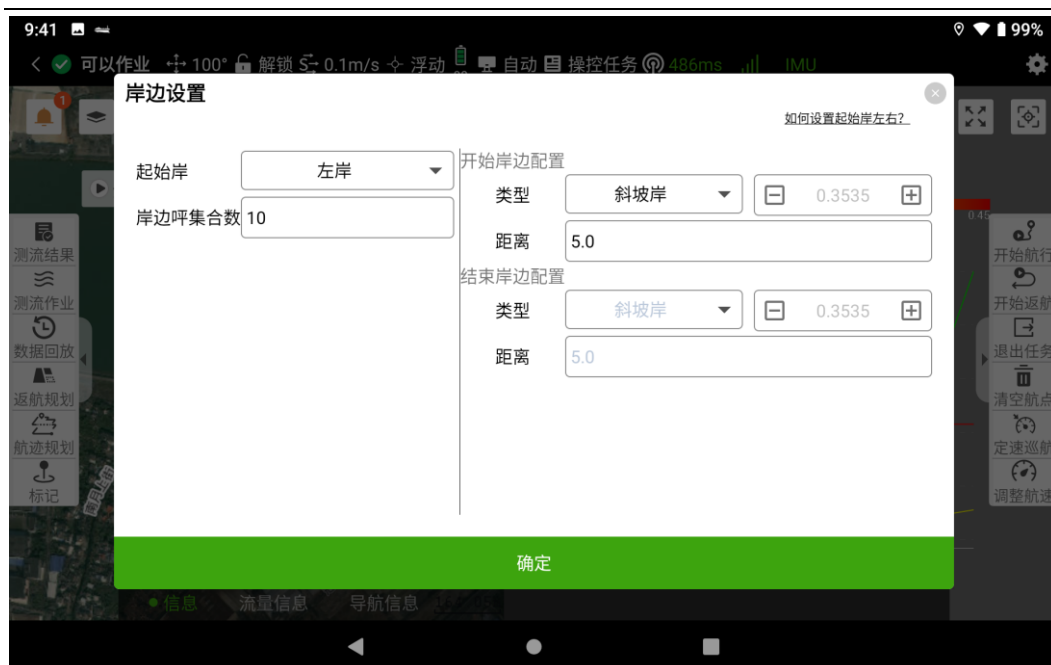 9:41 99%
可以作业 100° 解锁 0.1m/s 浮动 自动 操控任务 486ms IMU
岸边设置
1
如何设置起始岸左右?
起始岸 左岸
岸边呼集合数 10
开始岸边配置
类型 斜坡岸 0.3535
距离 5.0
结束岸边配置
类型 斜坡岸 0.3535
距离 5.0
确定
测流结果
测流作业
数据回放
返航规划
航迹规划
标记
南月上街
0.45
开始航行
开始返航
退出任务
清空航点
定速巡航
调整航速
信息 流量信息 导航信息